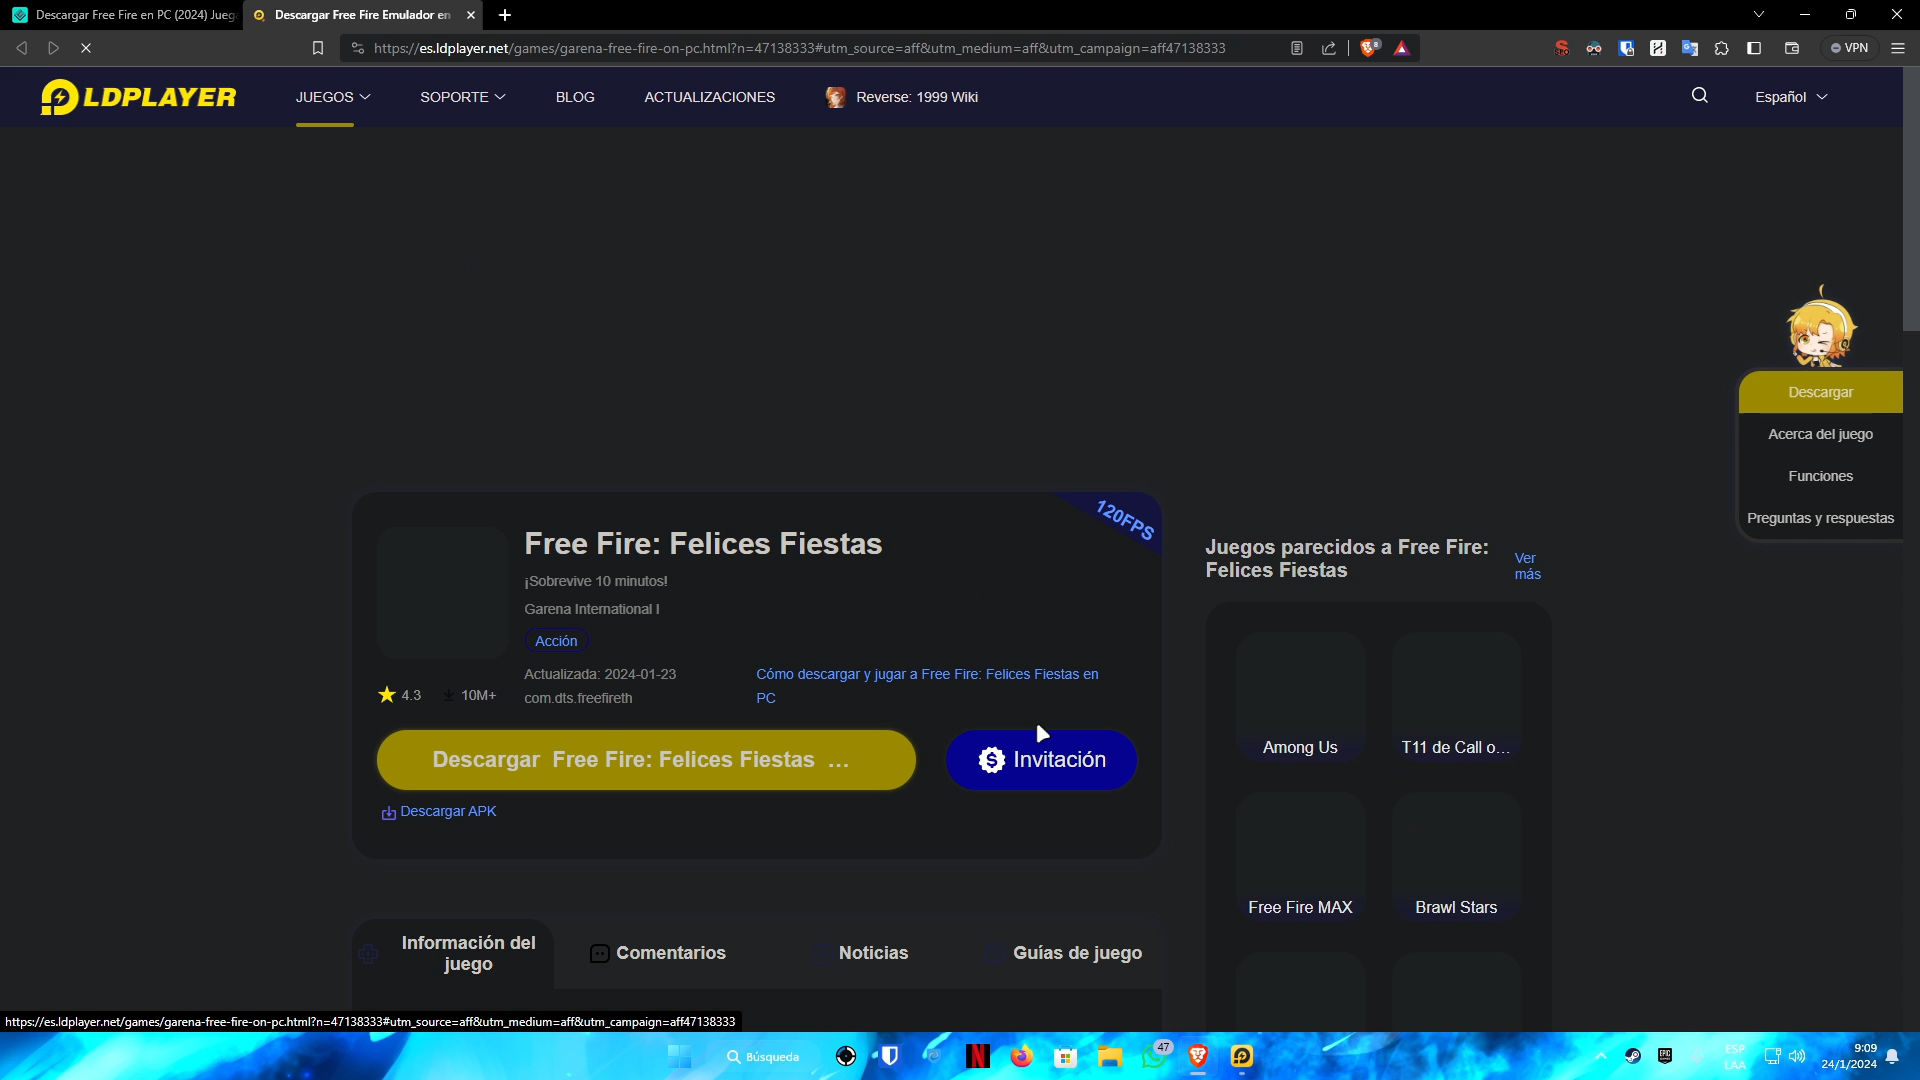 Descargar Free Fire en PC (2024) Jueg
Descargar Free Fire Emulador en
https://es.ldplayer.net/games/garena-free-fire-on-pc.html?n=47138333#utm_source=aff&utm_medium=aff&utm_campaign=aff47138333
8
VPN
LDPLAYER
JUEGOS
SOPORTE
BLOG
ACTUALIZACIONES
Reverse: 1999 Wiki
Español
Descargar
Acerca del juego
Funciones
Preguntas y respuestas
120FPS
Free Fire: Felices Fiestas
¡Sobrevive 10 minutos!
Garena International I
Acción
Actualizada: 2024-01-23
com.dts.freefireth
Cómo descargar y jugar a Free Fire: Felices Fiestas en
PC
4.3
10M+
Descargar Free Fire: Felices Fiestas ...
Invitación
Descargar APK
Juegos parecidos a Free Fire:
Felices Fiestas
Ver
más
Among Us
T11 de Call o...
Free Fire MAX
Brawl Stars
Información del
juego
Comentarios
Noticias
Guías de juego
https://es.ldplayer.net/games/garena-free-fire-on-pc.html?n=47138333#utm_source=aff&utm_medium=aff&utm_campaign=aff47138333
Búsqueda
47
ESP
LAA
9:09
24/1/2024